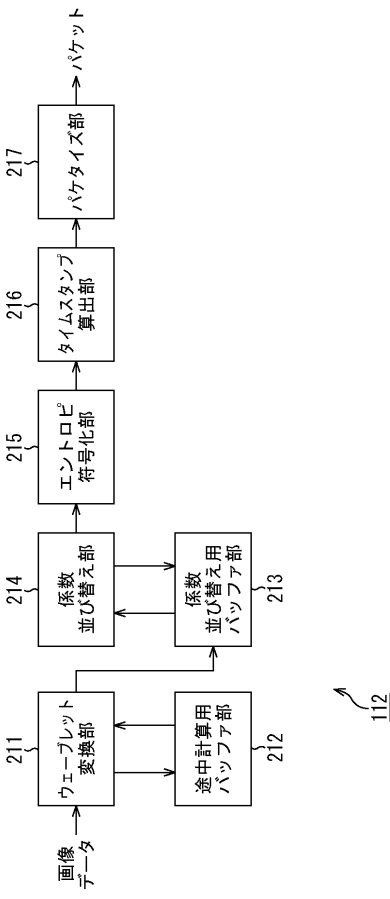 画像
データ
211
ウェーブレット
変換部
途中計算用
バッファ部
212
214
係数
並び替え部
係数
並び替え用
バッファ部
213
215
エントロピ
符号化部
216
タイムスタンプ
算出部
217
パケタイズ部
パケット
112